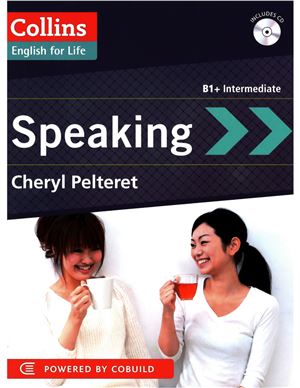 Collins
English for Life
INCLUDES CD
B1+ Intermediate
Speaking
Cheryl Pelteret
POWERED BY COBUILD